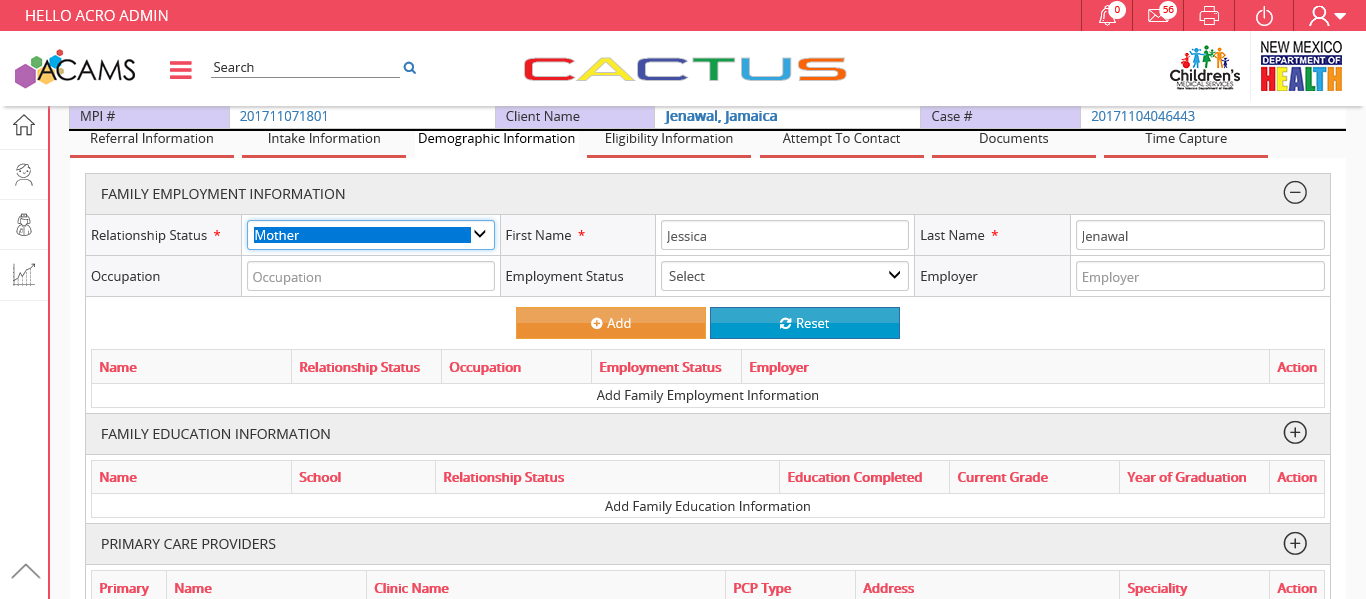 HELLO ACRO ADMIN
0
56
ACAMS
Search
CACTUS
Children's
MEDICAL SERVICES
New Mexico Department of Health
NEW MEXICO
DEPARTMENT OF
HEALTH
MPI # 201711071801 Client Name Jenawal, Jamaica Case # 20171104046443
Referral Information Intake Information Demographic Information Eligibility Information Attempt To Contact Documents Time Capture
FAMILY EMPLOYMENT INFORMATION
Relationship Status * Mother First Name * Jessica Last Name * Jenawal
Occupation Occupation Employment Status Select Employer Employer
Add Reset
Name Relationship Status Occupation Employment Status Employer Action
Add Family Employment Information
FAMILY EDUCATION INFORMATION
Name School Relationship Status Education Completed Current Grade Year of Graduation Action
Add Family Education Information
PRIMARY CARE PROVIDERS
Primary Name Clinic Name PCP Type Address Speciality Action